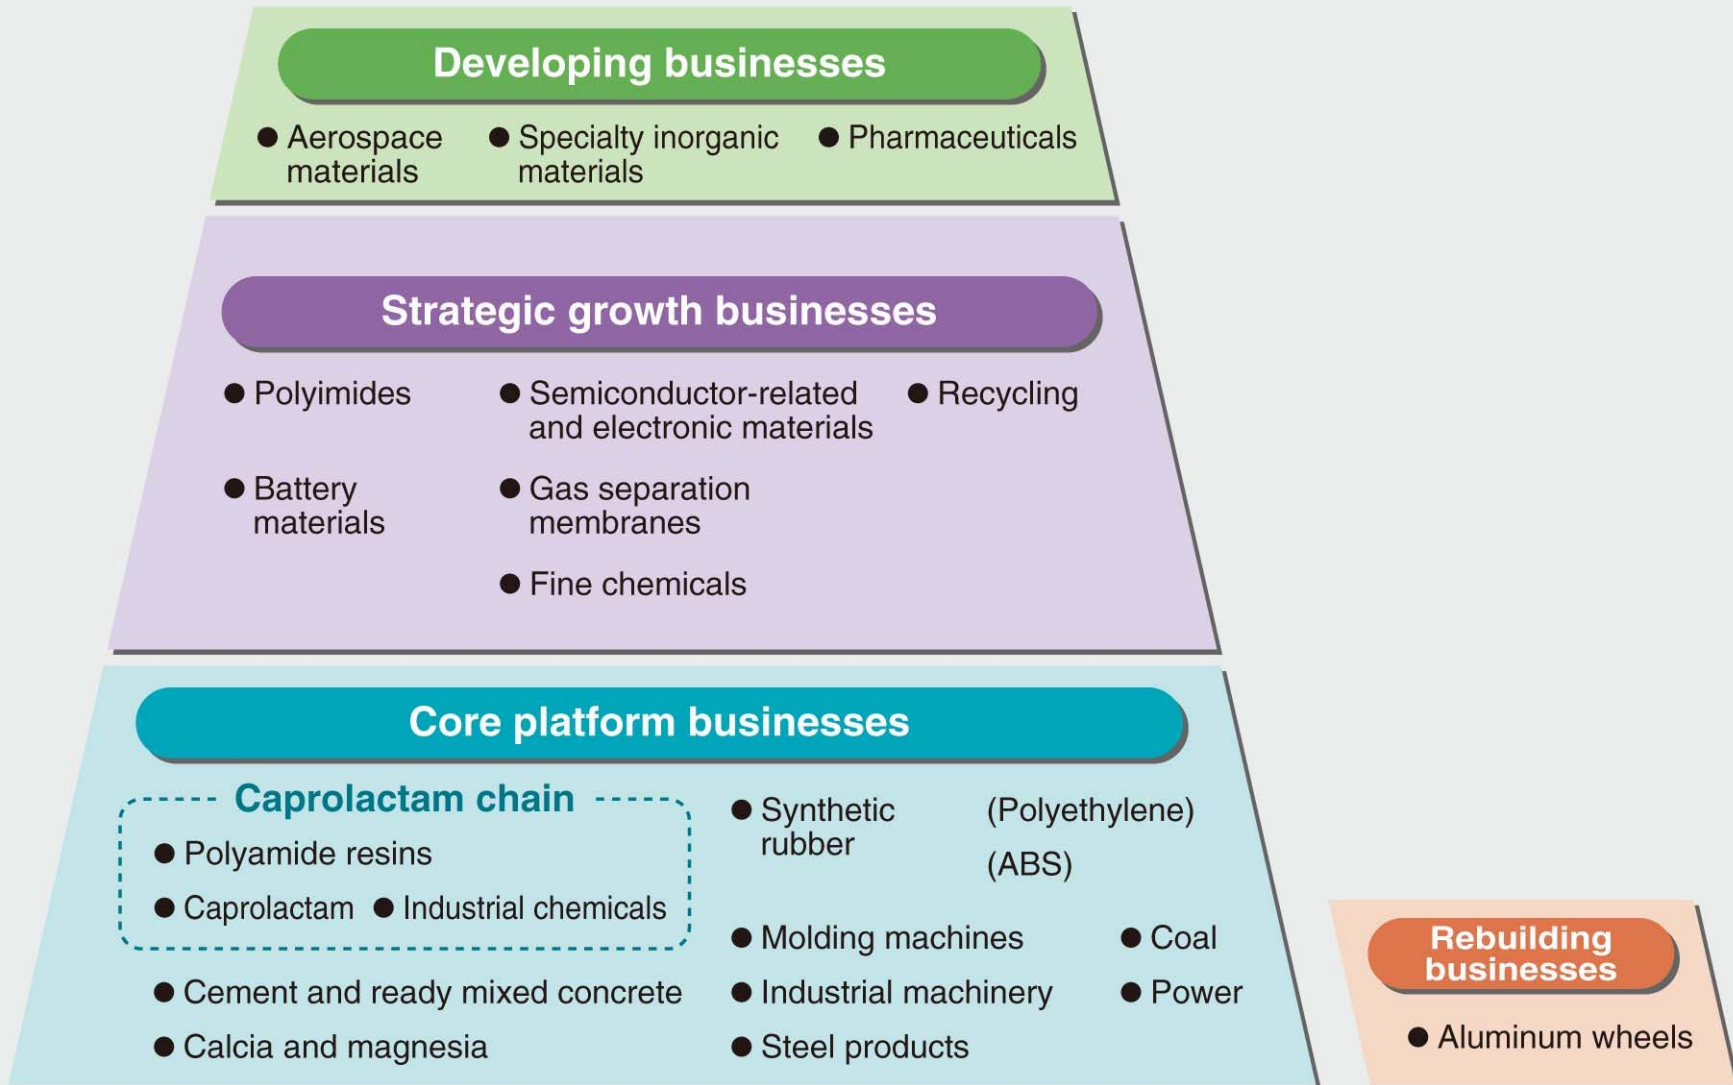 Developing businesses
● Aerospace materials
● Specialty inorganic materials
● Pharmaceuticals
Strategic growth businesses
● Polyimides
● Semiconductor-related and electronic materials
● Recycling
● Battery materials
● Gas separation membranes
● Fine chemicals
Core platform businesses
Caprolactam chain
● Polyamide resins
● Caprolactam ● Industrial chemicals
● Cement and ready mixed concrete
● Calcia and magnesia
● Synthetic rubber
(Polyethylene)
(ABS)
● Molding machines
● Industrial machinery
● Steel products
● Coal
● Power
Rebuilding
businesses
● Aluminum wheels